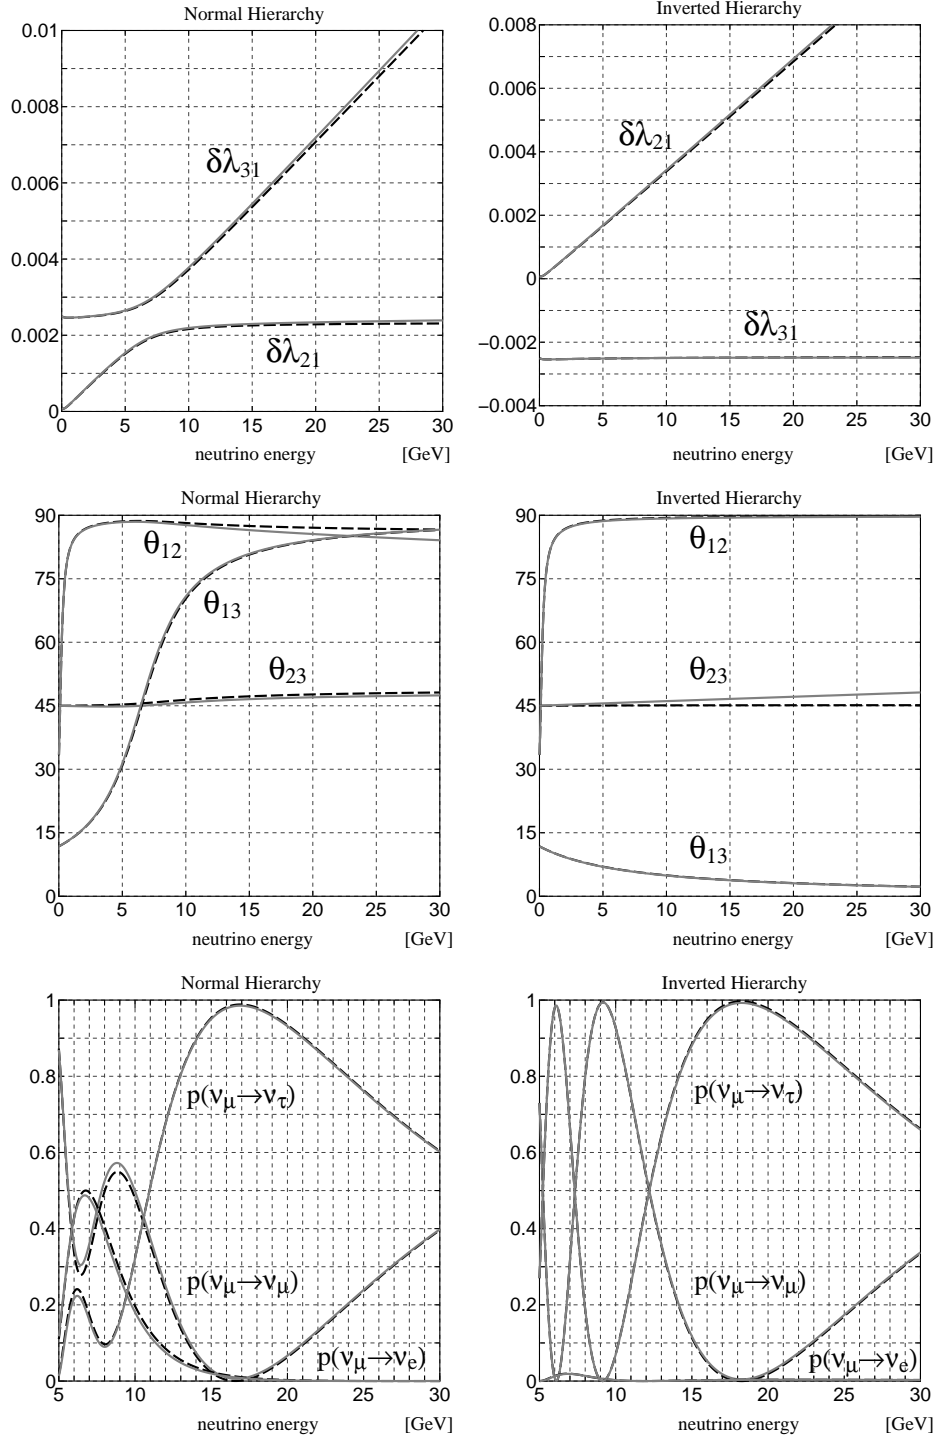 Normal Hierarchy
0.01
0.008
0.006
0.004
0.002
0
δλ31
δλ21
0 5 10 15 20 25 30
neutrino energy [GeV]
Inverted Hierarchy
0.008
0.006
0.004
0.002
0
−0.002
−0.004
δλ21
δλ31
0 5 10 15 20 25 30
neutrino energy [GeV]
Normal Hierarchy
90
75
60
45
30
15
0
θ12
θ13
θ23
0 5 10 15 20 25 30
neutrino energy [GeV]
Inverted Hierarchy
90
75
60
45
30
15
0
θ12
θ23
θ13
0 5 10 15 20 25 30
neutrino energy [GeV]
Normal Hierarchy
1
0.8
0.6
0.4
0.2
0
p(νμ→ντ)
p(νμ→νμ)
p(νμ→νe)
5 10 15 20 25 30
neutrino energy [GeV]
Inverted Hierarchy
1
0.8
0.6
0.4
0.2
0
p(νμ→ντ)
p(νμ→νμ)
p(νμ→νe)
5 10 15 20 25 30
neutrino energy [GeV]